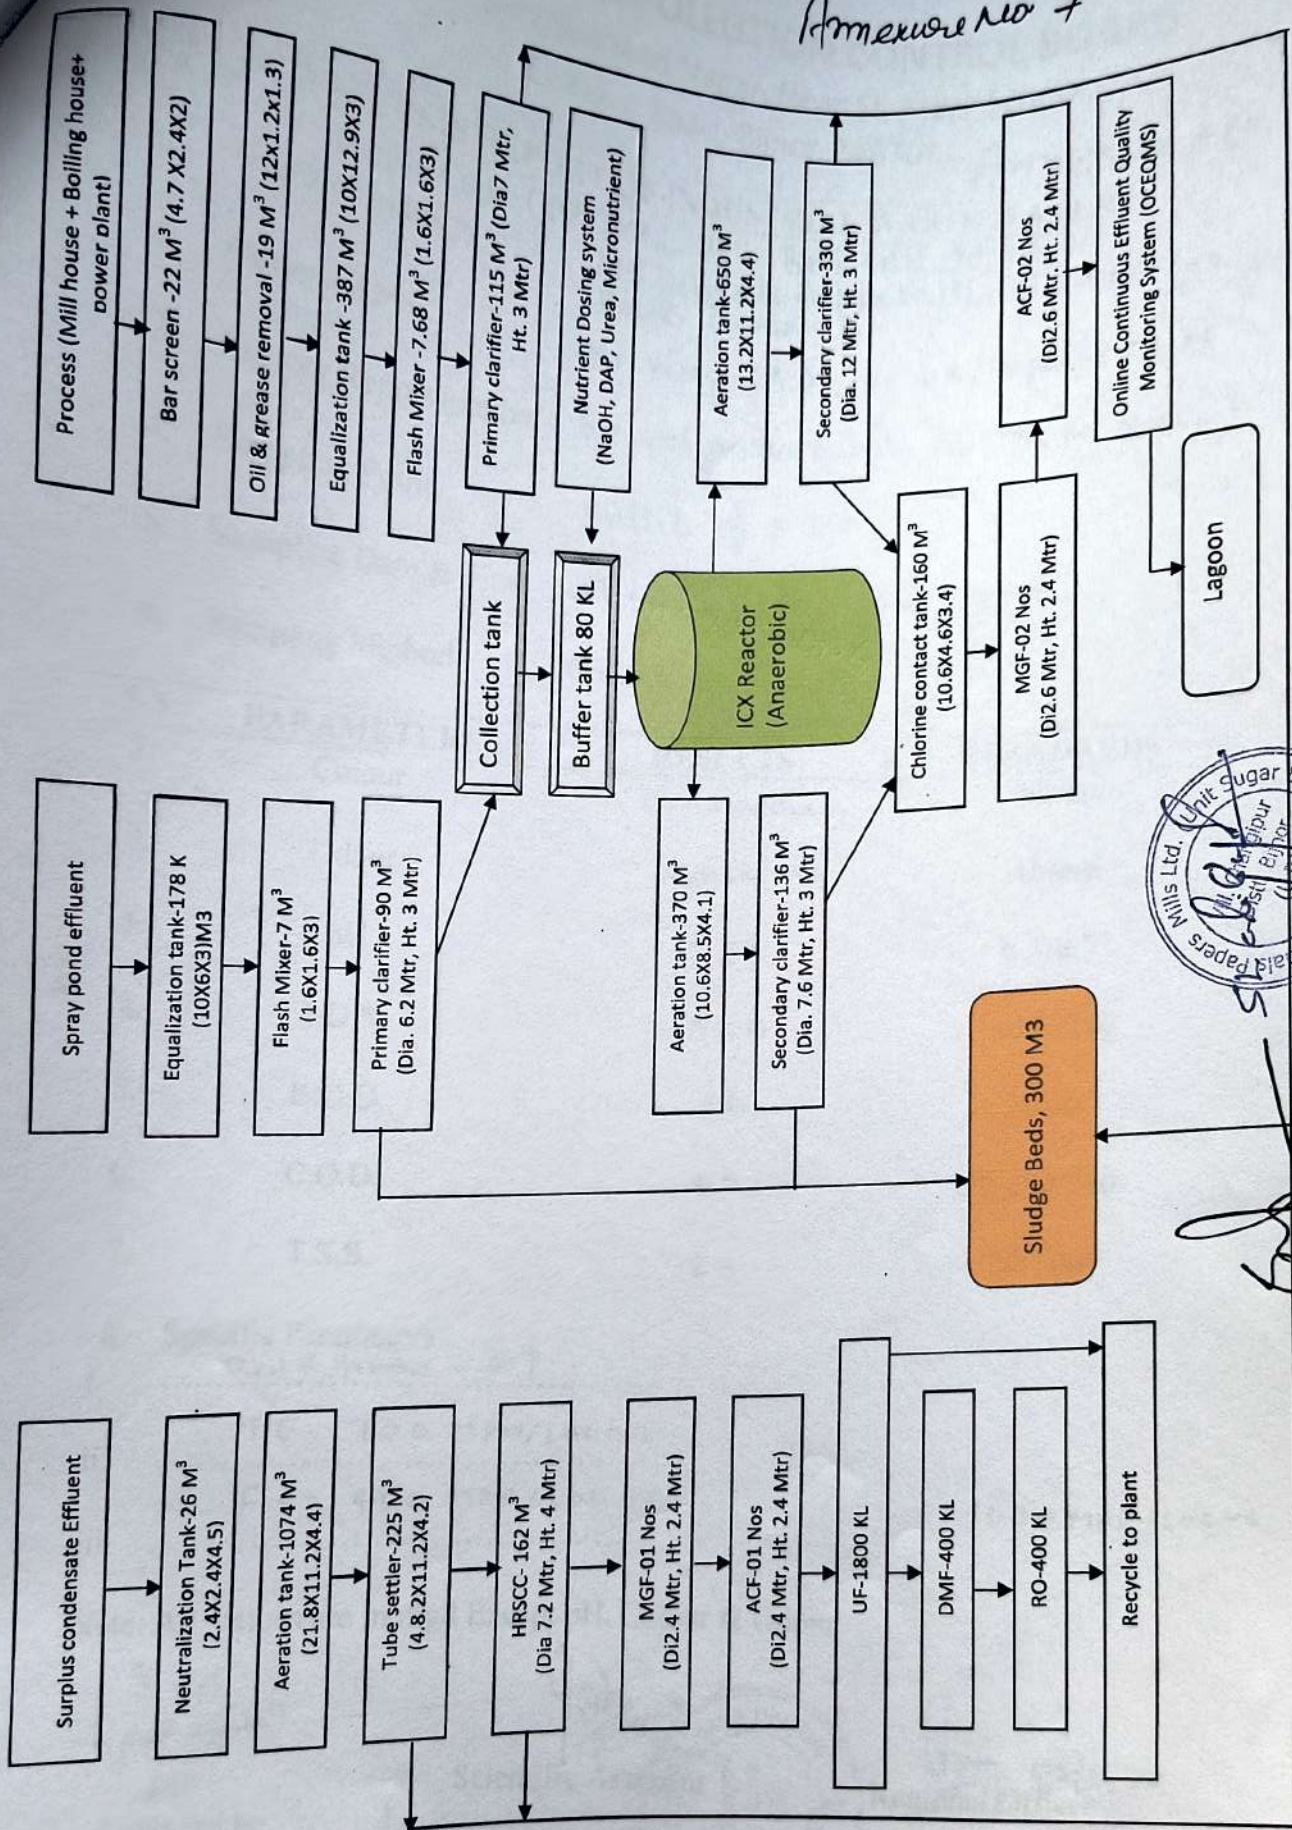 Annexure No 7
Process (Mill house + Boiling house+
power plant)
Bar screen -22 M³ (4.7 X2.4X2)
Oil & grease removal -19 M³ (12x1.2x1.3)
Equalization tank -387 M³ (10X12.9X3)
Flash Mixer -7.68 M³ (1.6X1.6X3)
Primary clarifier-115 M³ (Dia7 Mtr,
Ht. 3 Mtr)
Nutrient Dosing system
(NaOH, DAP, Urea, Micronutrient)
Collection tank
Buffer tank 80 KL
ICX Reactor
(Anaerobic)
Aeration tank-650 M³
(13.2X11.2X4.4)
Secondary clarifier-330 M³
(Dia. 12 Mtr, Ht. 3 Mtr)
Chlorine contact tank-160 M³
(10.6X4.6X3.4)
MGF-02 Nos
(Di2.6 Mtr, Ht. 2.4 Mtr)
ACF-02 Nos
(Di2.6 Mtr, Ht. 2.4 Mtr)
Online Continuous Effluent Quality
Monitoring System (OCEQMS)
Lagoon
Spray pond effluent
Equalization tank-178 K
(10X6X3)M3
Flash Mixer-7 M³
(1.6X1.6X3)
Primary clarifier-90 M³
(Dia. 6.2 Mtr, Ht. 3 Mtr)
Aeration tank-370 M³
(10.6X8.5X4.1)
Secondary clarifier-136 M³
(Dia. 7.6 Mtr, Ht. 3 Mtr)
Sludge Beds, 300 M3
Surplus condensate Effluent
Neutralization Tank-26 M³
(2.4X2.4X4.5)
Aeration tank-1074 M³
(21.8X11.2X4.4)
Tube settler-225 M³
(4.8.2X11.2X4.2)
HRSCC- 162 M³
(Dia 7.2 Mtr, Ht. 4 Mtr)
MGF-01 Nos
(Di2.4 Mtr, Ht. 2.4 Mtr)
ACF-01 Nos
(Di2.4 Mtr, Ht. 2.4 Mtr)
UF-1800 KL
DMF-400 KL
RO-400 KL
Recycle to plant
Papers Mills Ltd. (Unit Sugar
C.O.D.
T.S.S.